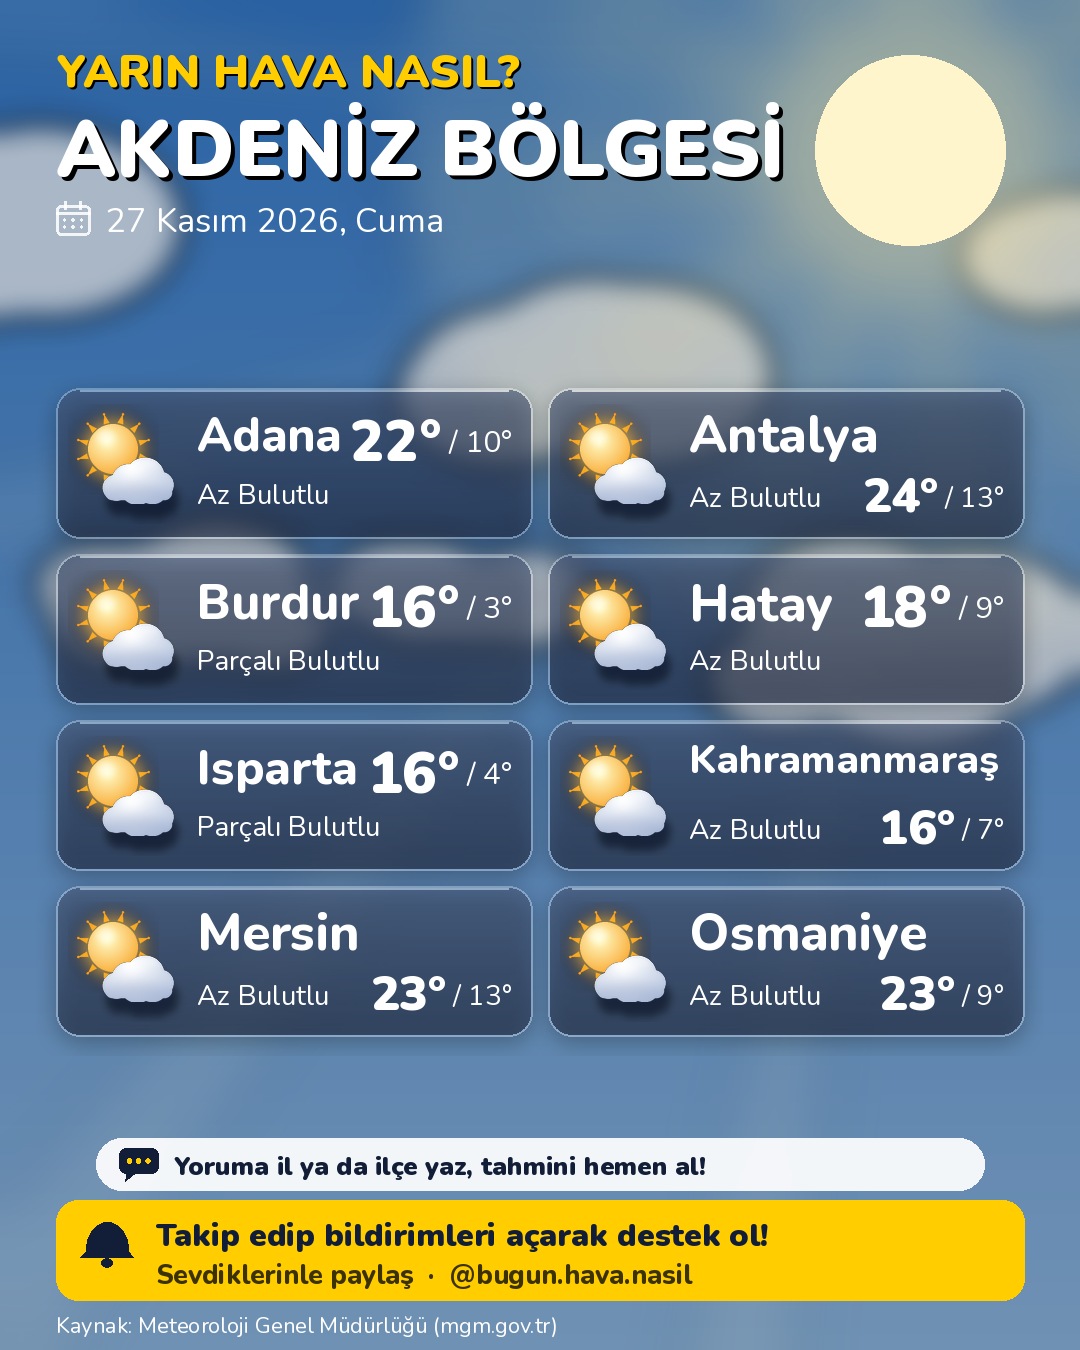 YARIN HAVA NASIL?
AKDENİZ BÖLGESİ
27 Kasım 2026, Cuma
Adana 22° / 10°
Az Bulutlu
Antalya
Az Bulutlu 24° / 13°
Burdur 16° / 3°
Parçalı Bulutlu
Hatay 18° / 9°
Az Bulutlu
Isparta 16° / 4°
Parçalı Bulutlu
Kahramanmaraş
Az Bulutlu 16° / 7°
Mersin
Az Bulutlu 23° / 13°
Osmaniye
Az Bulutlu 23° / 9°
Yoruma il ya da ilçe yaz, tahmini hemen al!
Takip edip bildirimleri açarak destek ol!
Sevdiklerinle paylaş · @bugun.hava.nasil
Kaynak: Meteoroloji Genel Müdürlüğü (mgm.gov.tr)